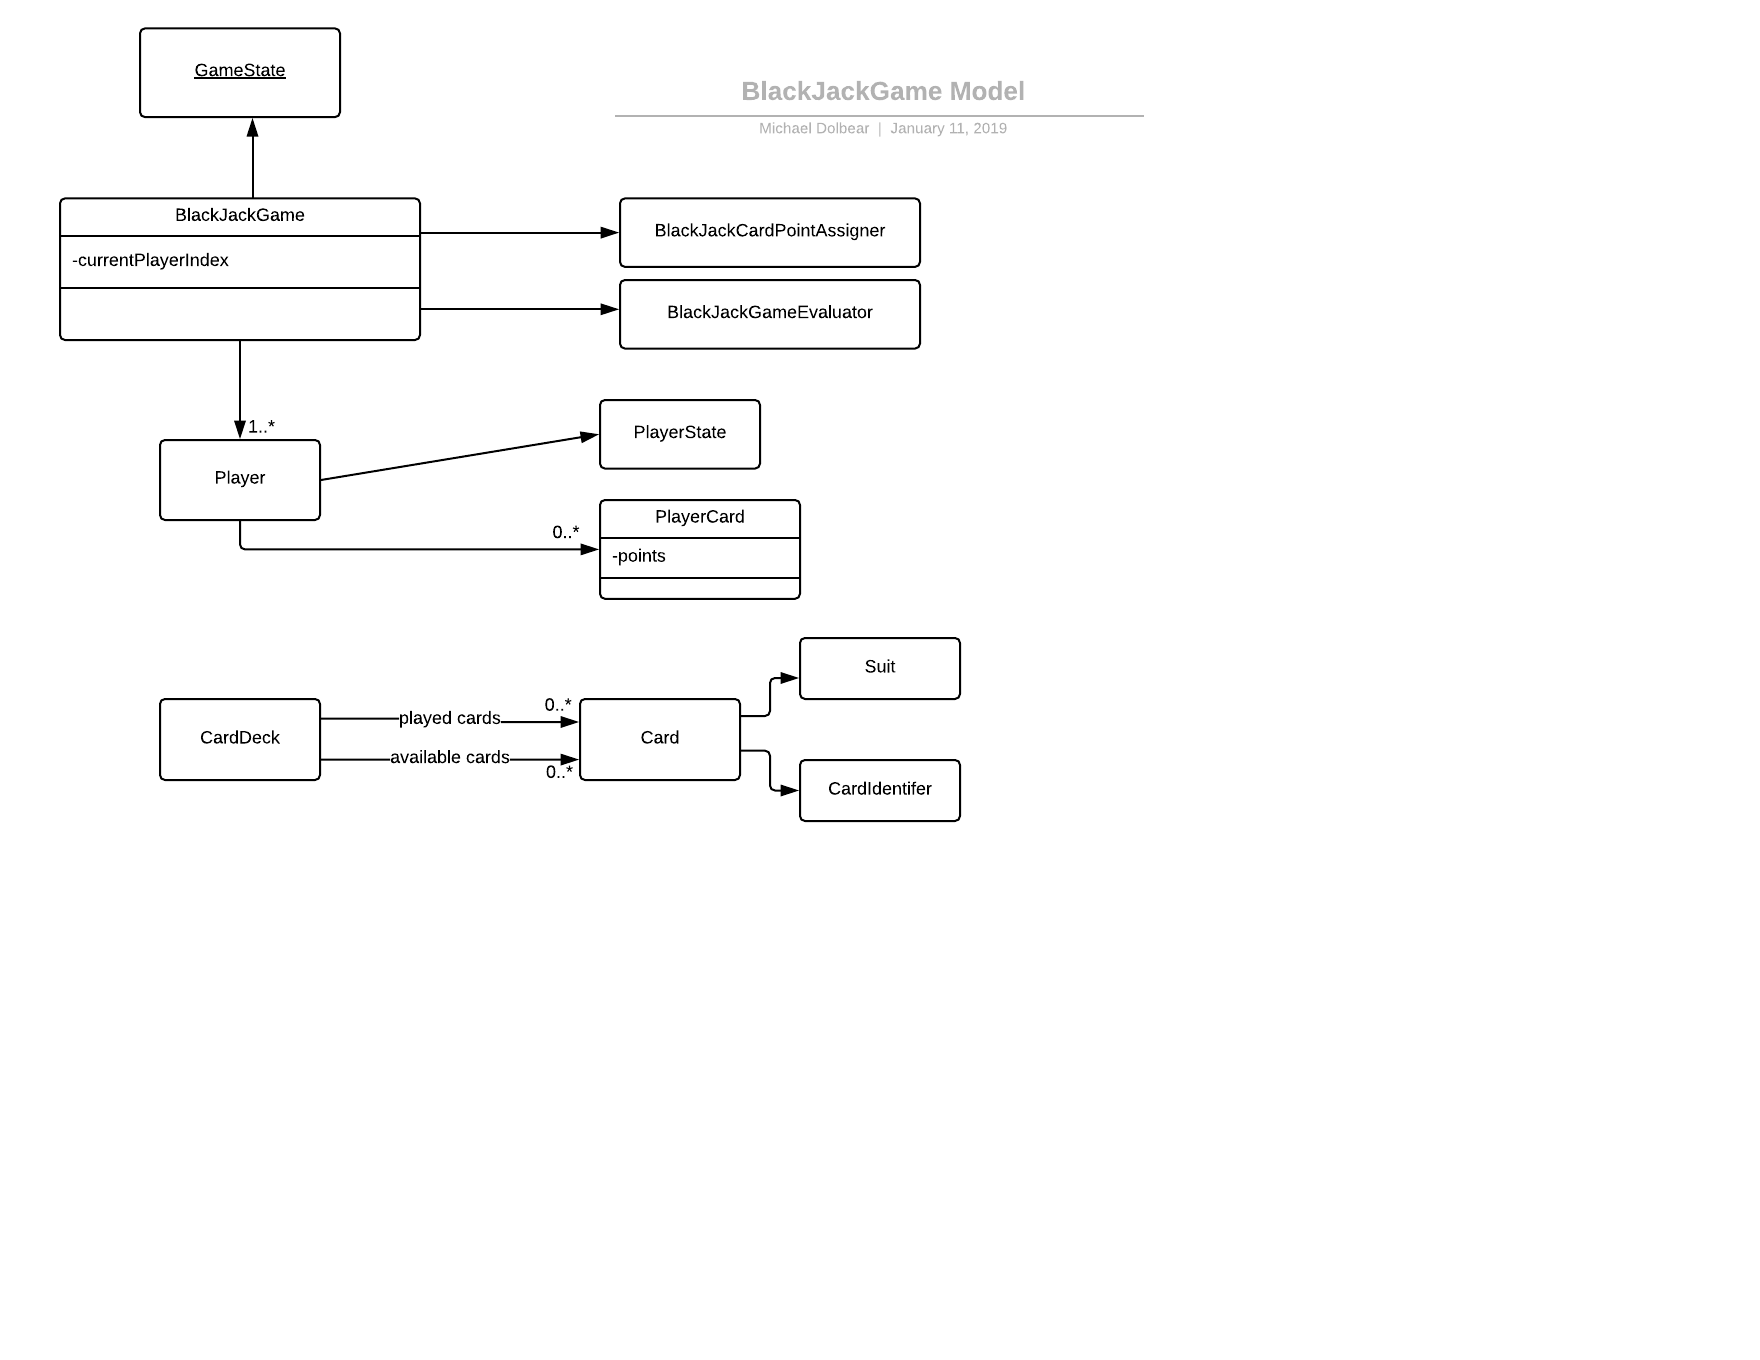 GameState
BlackJackGame Model
Michael Dolbear | January 11, 2019
BlackJackGame
-currentPlayerIndex
BlackJackCardPointAssigner
BlackJackGameEvaluator
1..*
Player
PlayerState
0..*
PlayerCard
-points
Suit
CardDeck
played cards
0..*
available cards
0..*
Card
CardIdentifer